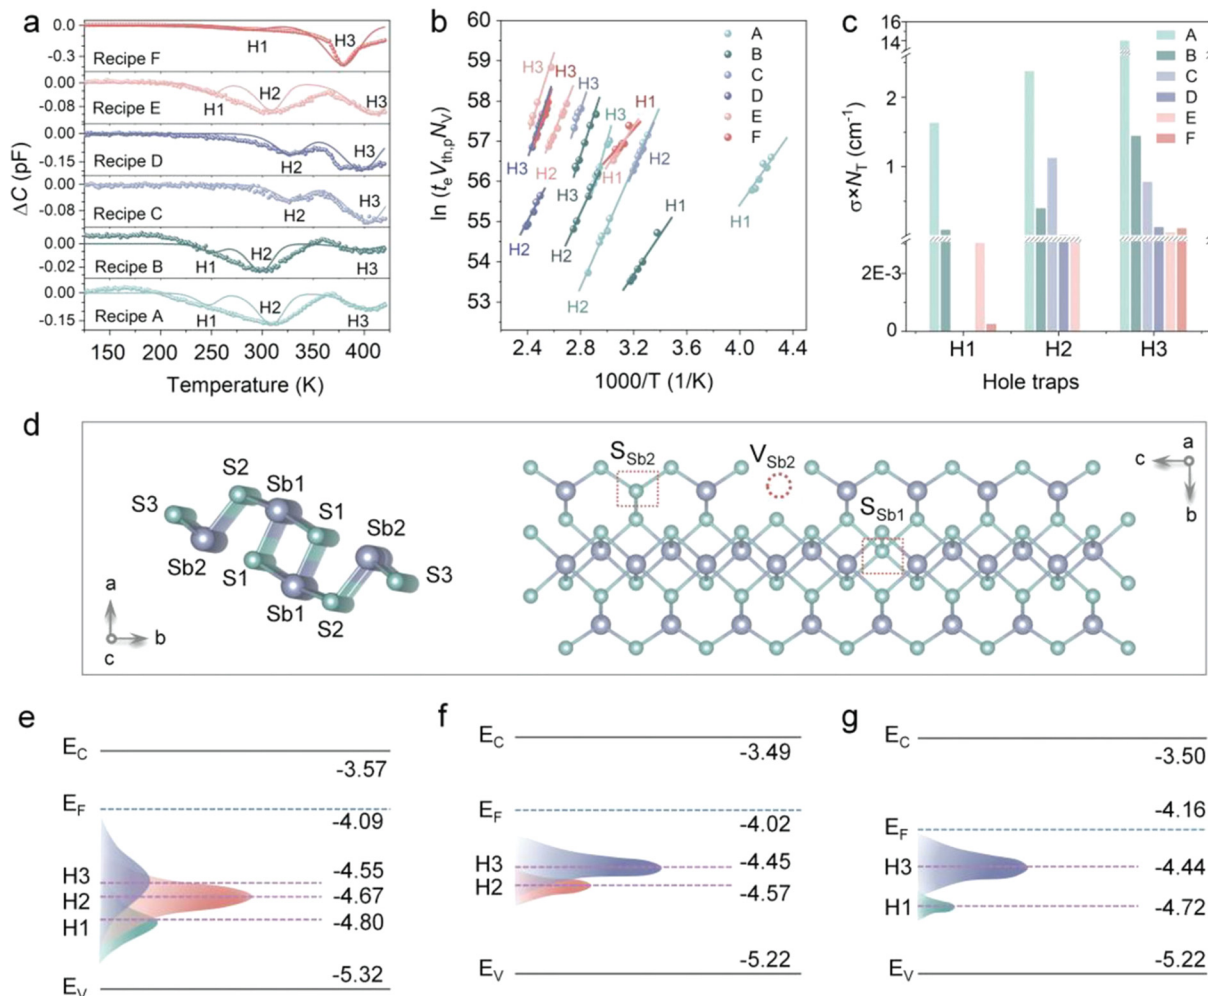 a
0.0
-0.3
Recipe F
H1
H3
0.00
-0.08
Recipe E
H1
H2
H3
0.00
-0.15
Recipe D
H2
H3
0.00
-0.08
Recipe C
H2
H3
0.00
-0.02
Recipe B
H1
H2
H3
0.00
-0.15
Recipe A
H1
H2
H3
150 200 250 300 350 400
Temperature (K)
ΔC (pF)
b
60
59
58
57
56
55
54
53
ln (teVth,pNV)
2.4 2.8 3.2 3.6 4.0 4.4
1000/T (1/K)
A
B
C
D
E
F
H3
H3
H3
H3
H1
H3
H1
H2
H3
H2
H2
H2
H2
H1
H1
c
16
14
2
1
2E-3
0
σ×NT (cm-1)
A
B
C
D
E
F
H1 H2 H3
Hole traps
d
S3
S2
Sb1
S1
Sb2
S3
Sb2
S1
Sb1
S2
a
b
c
SSb2
VSb2
SSb1
a
c
b
e
EC
-3.57
EF
-4.09
H3
-4.55
H2
-4.67
H1
-4.80
EV
-5.32
f
EC
-3.49
EF
-4.02
H3
-4.45
H2
-4.57
EV
-5.22
g
EC
-3.50
EF
-4.16
H3
-4.44
H1
-4.72
EV
-5.22